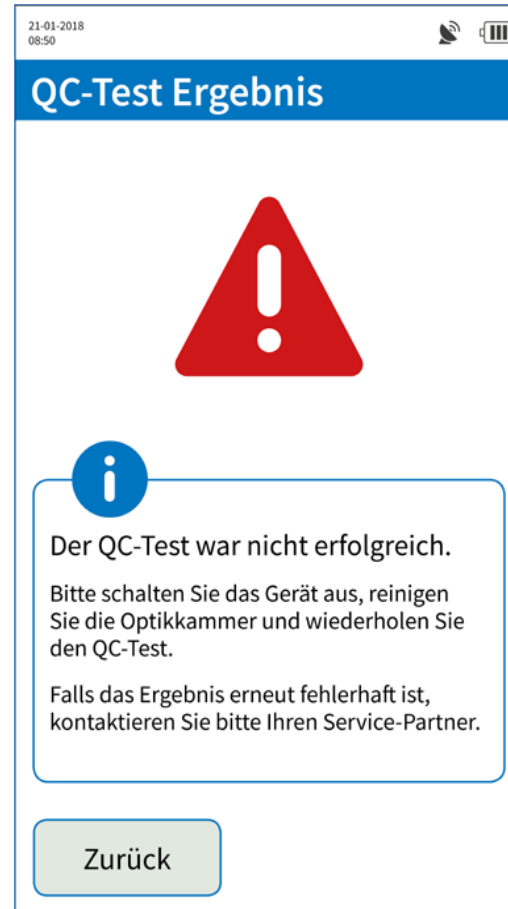 21-01-2018
08:50
QC-Test Ergebnis
Der QC-Test war nicht erfolgreich.
Bitte schalten Sie das Gerät aus, reinigen
Sie die Optikkammer und wiederholen Sie
den QC-Test.
Falls das Ergebnis erneut fehlerhaft ist,
kontaktieren Sie bitte Ihren Service-Partner.
Zurück